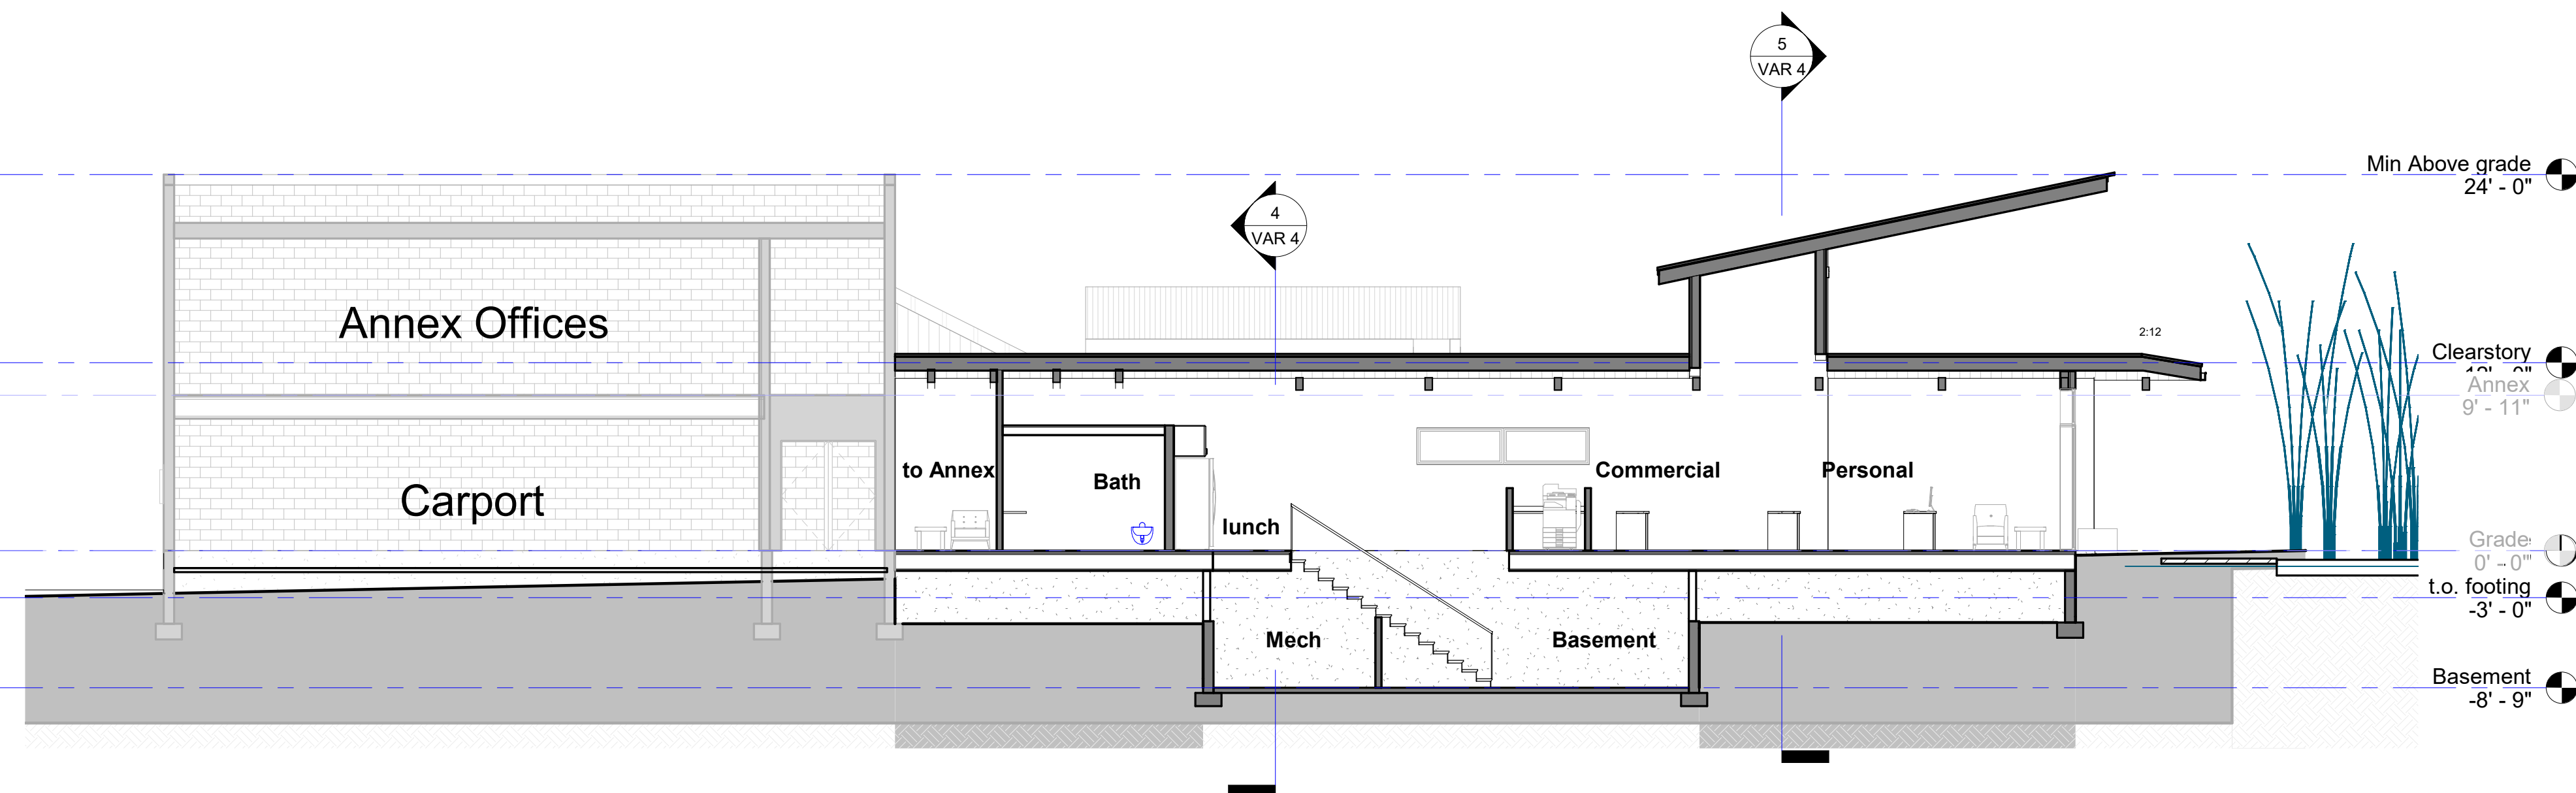 5
VAR 4
Min Above grade
24' - 0"
4
VAR 4
Annex Offices
2:12
Clearstory
Annex
9' - 11"
to Annex
Bath
Commercial
Personal
Carport
lunch
Grade
0' - 0"
t.o. footing
-3' - 0"
Mech
Basement
Basement
-8' - 9"